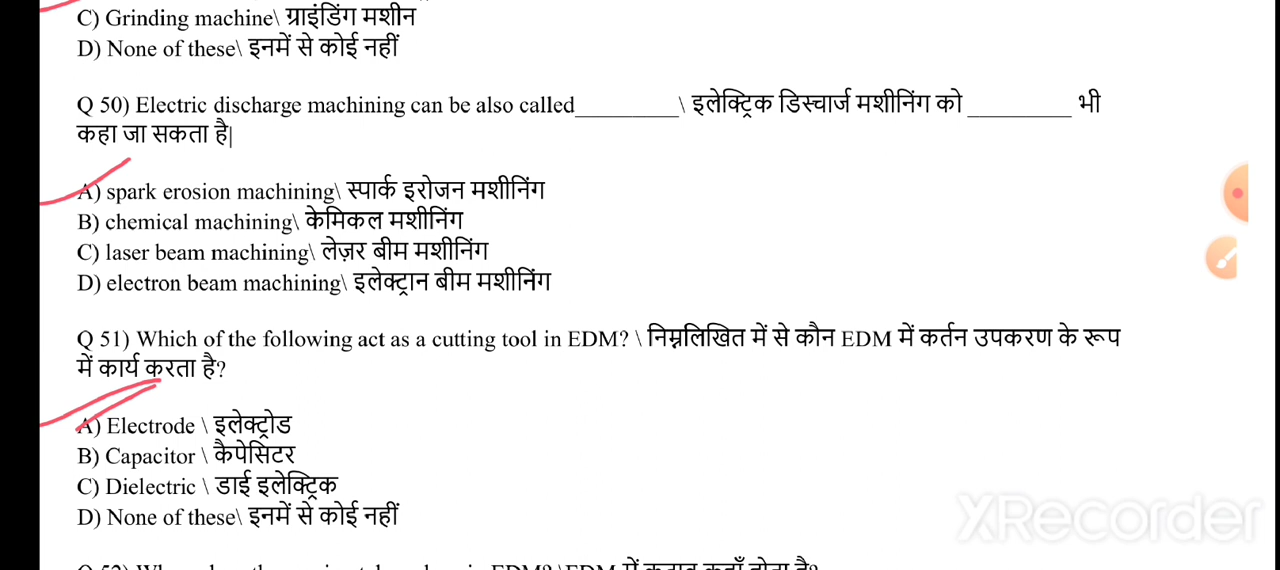 C) Grinding machine\ ग्राइंडिंग मशीन
D) None of these\ इनमें से कोई नहीं
Q 50) Electric discharge machining can be also called_________\ इलेक्ट्रिक डिस्चार्ज मशीनिंग को _________ भी
कहा जा सकता है|
A) spark erosion machining\ स्पार्क इरोजन मशीनिंग
B) chemical machining\ केमिकल मशीनिंग
C) laser beam machining\ लेज़र बीम मशीनिंग
D) electron beam machining\ इलेक्ट्रान बीम मशीनिंग
Q 51) Which of the following act as a cutting tool in EDM? \ निम्नलिखित में से कौन EDM में कर्तन उपकरण के रूप
में कार्य करता है?
A) Electrode \ इलेक्ट्रोड
B) Capacitor \ कैपेसिटर
C) Dielectric \ डाई इलेक्ट्रिक
D) None of these\ इनमें से कोई नहीं
XRecorder